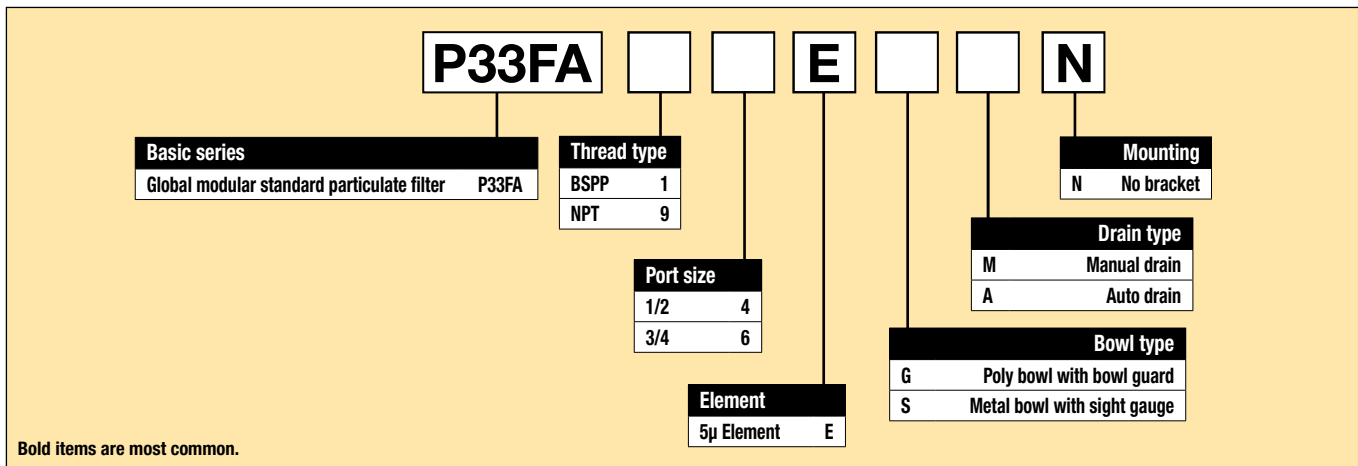 P33FA E N
Basic series
Global modular standard particulate filter P33FA
Thread type
BSPP 1
NPT 9
Port size
1/2 4
3/4 6
Element
5µ Element E
Mounting
N No bracket
Drain type
M Manual drain
A Auto drain
Bowl type
G Poly bowl with bowl guard
S Metal bowl with sight gauge
Bold items are most common.